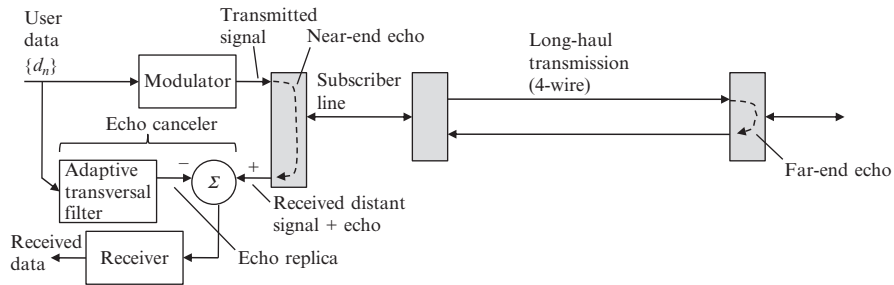 User
data
{dn}
Transmitted
signal
Near-end echo
Modulator
Subscriber
line
Long-haul
transmission
(4-wire)
Echo canceler
Adaptive
transversal
filter
−
Σ
+
Far-end echo
Received distant
signal + echo
Received
data
Receiver
Echo replica